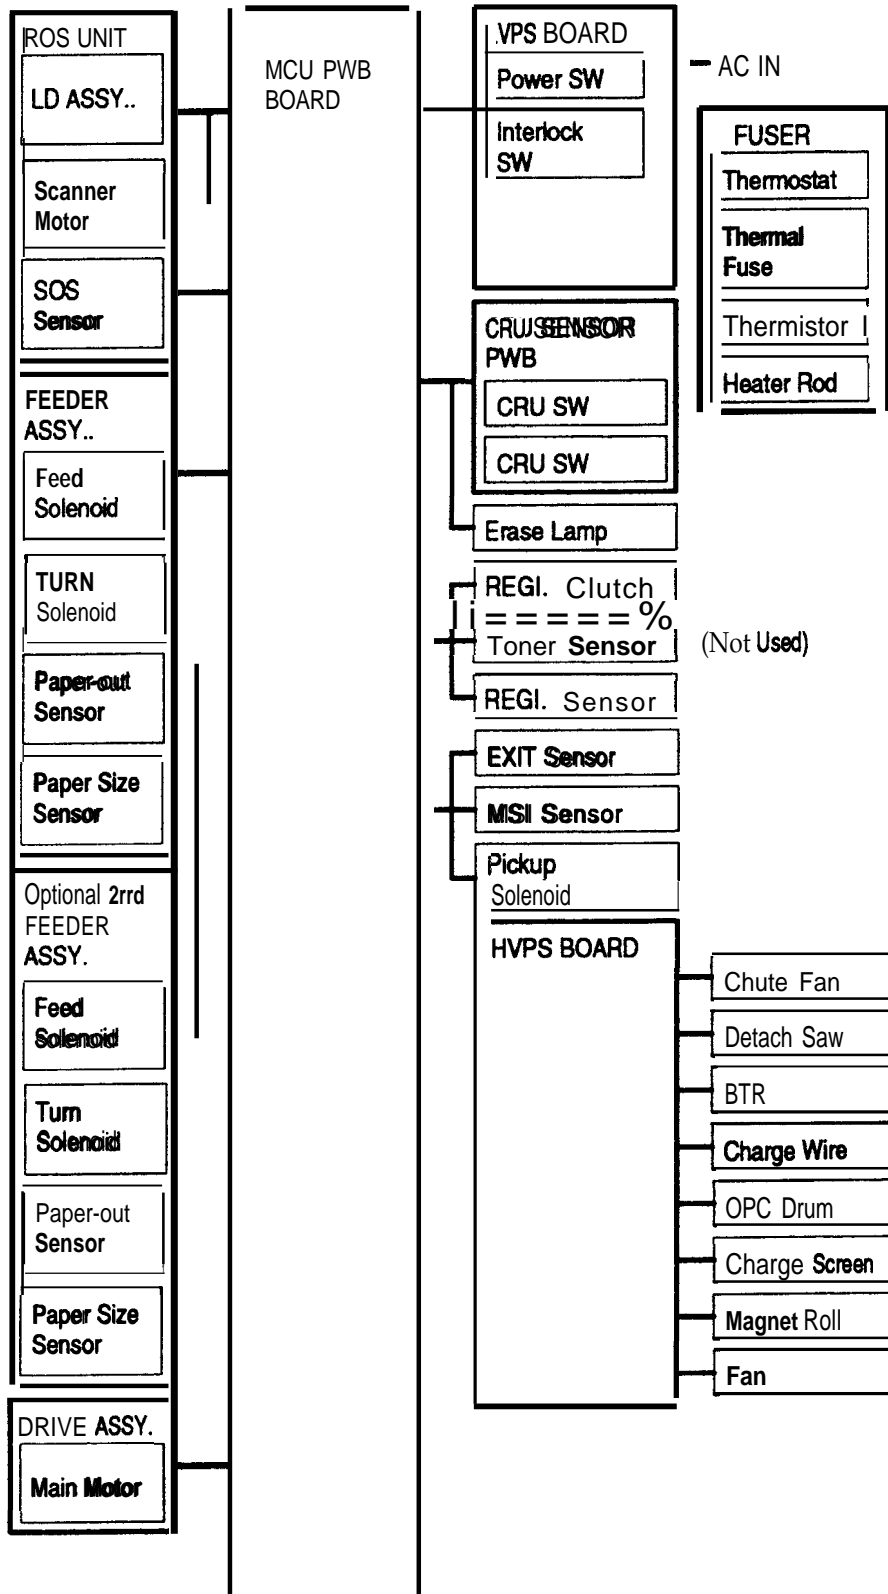 ROS UNIT
LD ASSY..
Scanner
Motor
SOS
Sensor
FEEDER
ASSY..
Feed
Solenoid
TURN
Solenoid
Paper-out
Sensor
Paper Size
Sensor
Optional 2rrd
FEEDER
ASSY.
Feed
Solenoid
Turn
Solenoid
Paper-out
Sensor
Paper Size
Sensor
DRIVE ASSY.
Main Motor
MCU PWB
BOARD
.VPS BOARD
Power SW
Interlock
SW
AC IN
FUSER
Thermostat
Thermal
Fuse
Thermistor
Heater Rod
CRU SENSOR
PWB
CRU SW
CRU SW
Erase Lamp
REGI. Clutch
li=====%
Toner Sensor
(Not Used)
REGI. Sensor
EXIT Sensor
MSI Sensor
Pickup
Solenoid
HVPS BOARD
Chute Fan
Detach Saw
BTR
Charge Wire
OPC Drum
Charge Screen
Magnet Roll
Fan